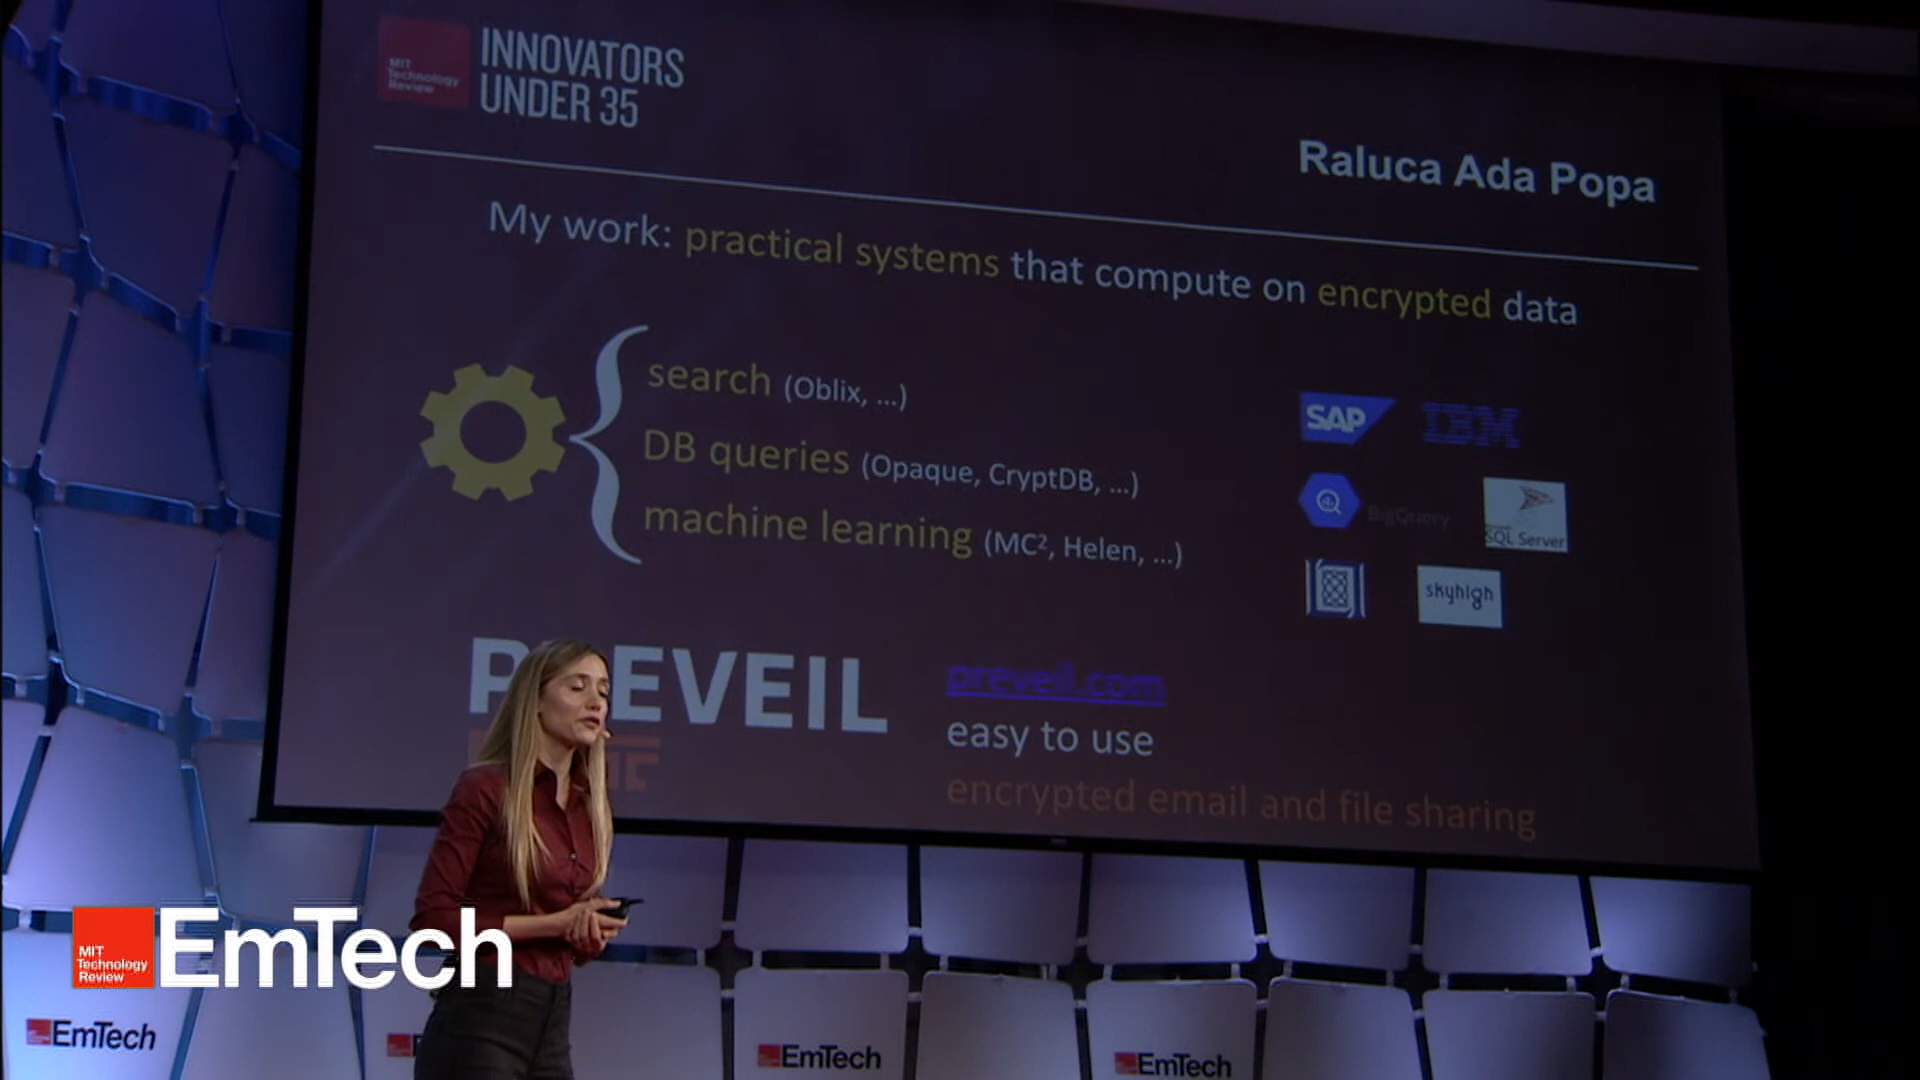 MIT
Technology
Review
INNOVATORS
UNDER 35
Raluca Ada Popa
My work: practical systems that compute on encrypted data
search (Oblix, ...)
DB queries (Opaque, CryptDB, ...)
machine learning (MC², Helen, ...)
SAP IBM
BigQuery
SQL Server
skyhigh
P EVEIL
preveil.com
easy to use
encrypted email and file sharing
MIT
Technology
Review
EmTech
EmTech
EmTech
EmTech